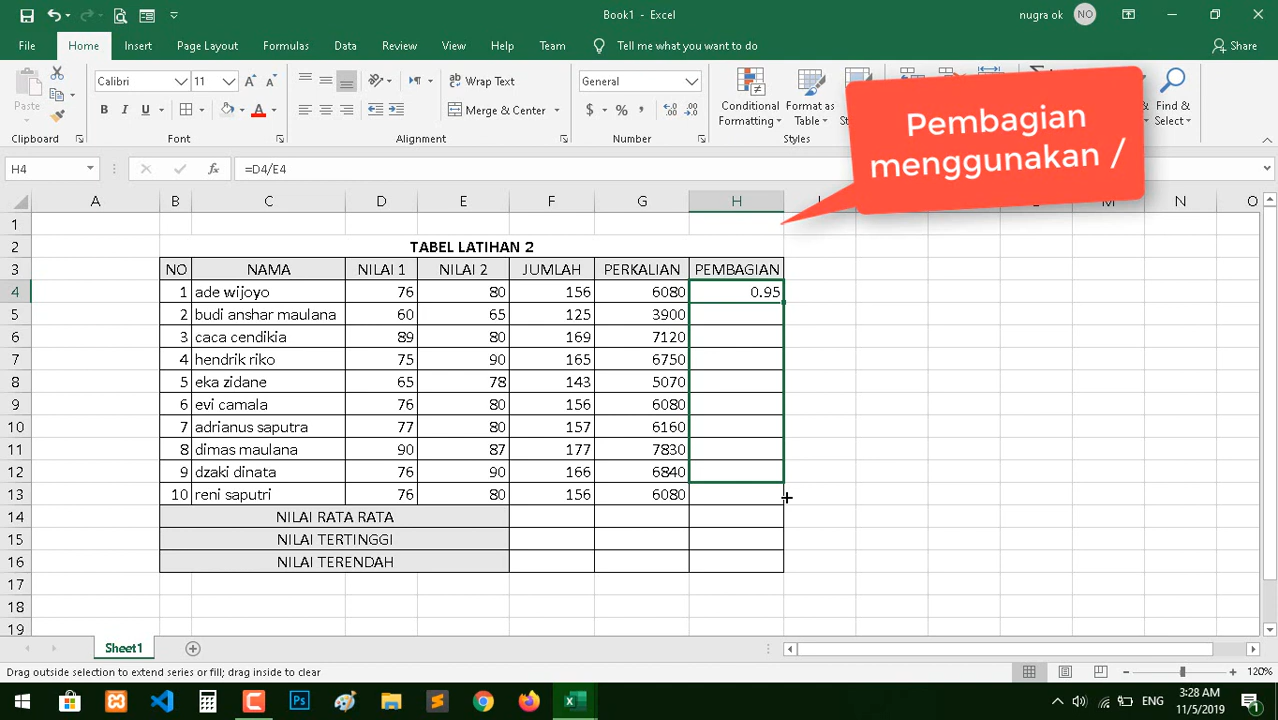 Book1 - Excel
nugra ok NO
File Home Insert Page Layout Formulas Data Review View Help Team Tell me what you want to do Share
Calibri 11 Wrap Text General
Paste B I U A Merge & Center $ % Conditional Formatting Format as Table Find & Select
Clipboard Font Alignment Number Styles
Pembagian
menggunakan /
H4 =D4/E4
A B C D E F G H N O
1
2 TABEL LATIHAN 2
3 NO NAMA NILAI 1 NILAI 2 JUMLAH PERKALIAN PEMBAGIAN
4 1 ade wijoyo 76 80 156 6080 0.95
5 2 budi anshar maulana 60 65 125 3900
6 3 caca cendikia 89 80 169 7120
7 4 hendrik riko 75 90 165 6750
8 5 eka zidane 65 78 143 5070
9 6 evi camala 76 80 156 6080
10 7 adrianus saputra 77 80 157 6160
11 8 dimas maulana 90 87 177 7830
12 9 dzaki dinata 76 90 166 6840
13 10 reni saputri 76 80 156 6080
14 NILAI RATA RATA
15 NILAI TERTINGGI
16 NILAI TERENDAH
17
18
19
Sheet1
Drag outside selection to extend series or fill; drag inside to clear 120%
Ps ENG 3:28 AM
11/5/2019